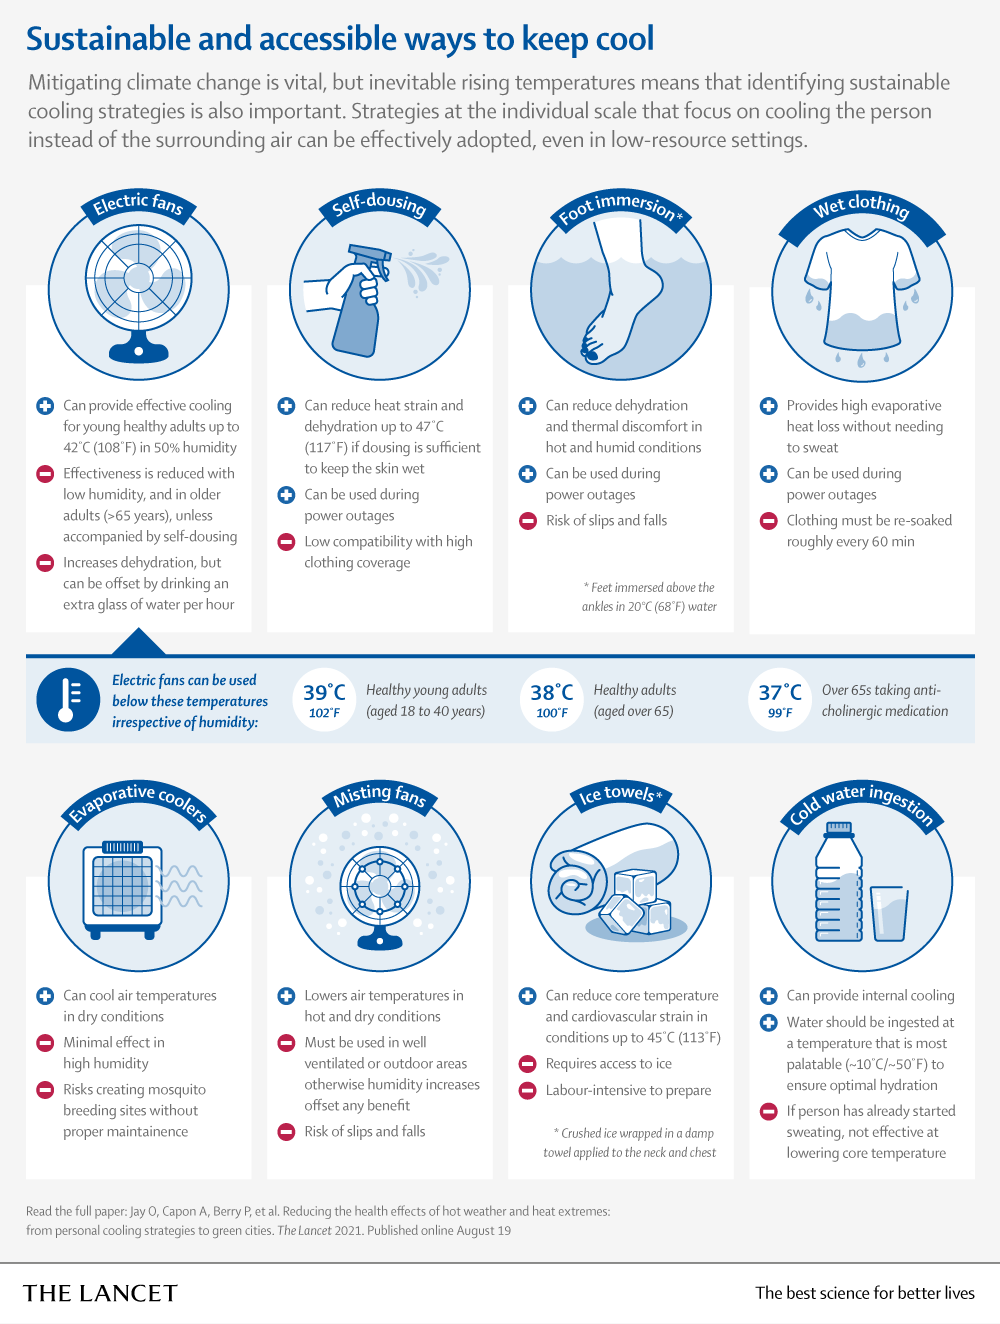 Sustainable and accessible ways to keep cool
Mitigating climate change is vital, but inevitable rising temperatures means that identifying sustainable
cooling strategies is also important. Strategies at the individual scale that focus on cooling the person
instead of the surrounding air can be effectively adopted, even in low-resource settings.
Electric fans
Can provide effective cooling
for young healthy adults up to
42°C (108°F) in 50% humidity
Effectiveness is reduced with
low humidity, and in older
adults (>65 years), unless
accompanied by self-dousing
Increases dehydration, but
can be offset by drinking an
extra glass of water per hour
Self-dousing
Can reduce heat strain and
dehydration up to 47°C
(117°F) if dousing is sufficient
to keep the skin wet
Can be used during
power outages
Low compatibility with high
clothing coverage
Foot immersion*
Can reduce dehydration
and thermal discomfort in
hot and humid conditions
Can be used during
power outages
Risk of slips and falls
* Feet immersed above the
ankles in 20°C (68°F) water
Wet clothing
Provides high evaporative
heat loss without needing
to sweat
Can be used during
power outages
Clothing must be re-soaked
roughly every 60 min
Electric fans can be used
below these temperatures
irrespective of humidity:
39°C
102°F
Healthy young adults
(aged 18 to 40 years)
38°C
100°F
Healthy adults
(aged over 65)
37°C
99°F
Over 65s taking anti-
cholinergic medication
Evaporative coolers
Can cool air temperatures
in dry conditions
Minimal effect in
high humidity
Risks creating mosquito
breeding sites without
proper maintainence
Misting fans
Lowers air temperatures in
hot and dry conditions
Must be used in well
ventilated or outdoor areas
otherwise humidity increases
offset any benefit
Risk of slips and falls
Ice towels*
Can reduce core temperature
and cardiovascular strain in
conditions up to 45°C (113°F)
Requires access to ice
Labour-intensive to prepare
* Crushed ice wrapped in a damp
towel applied to the neck and chest
Cold water ingestion
Can provide internal cooling
Water should be ingested at
a temperature that is most
palatable (~10°C/~50°F) to
ensure optimal hydration
If person has already started
sweating, not effective at
lowering core temperature
Read the full paper: Jay O, Capon A, Berry P, et al. Reducing the health effects of hot weather and heat extremes:
from personal cooling strategies to green cities. The Lancet 2021. Published online August 19
THE LANCET
The best science for better lives